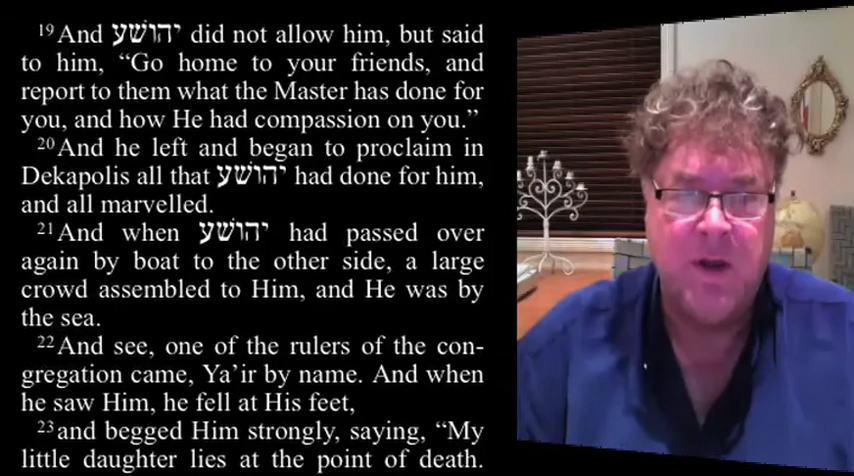 19And יהושע did not allow him, but said
to him, “Go home to your friends, and
report to them what the Master has done for
you, and how He had compassion on you.”
20And he left and began to proclaim in
Dekapolis all that יהושע had done for him,
and all marvelled.
21And when יהושע had passed over
again by boat to the other side, a large
crowd assembled to Him, and He was by
the sea.
22And see, one of the rulers of the con-
gregation came, Ya’ir by name. And when
he saw Him, he fell at His feet,
23and begged Him strongly, saying, “My
little daughter lies at the point of death.